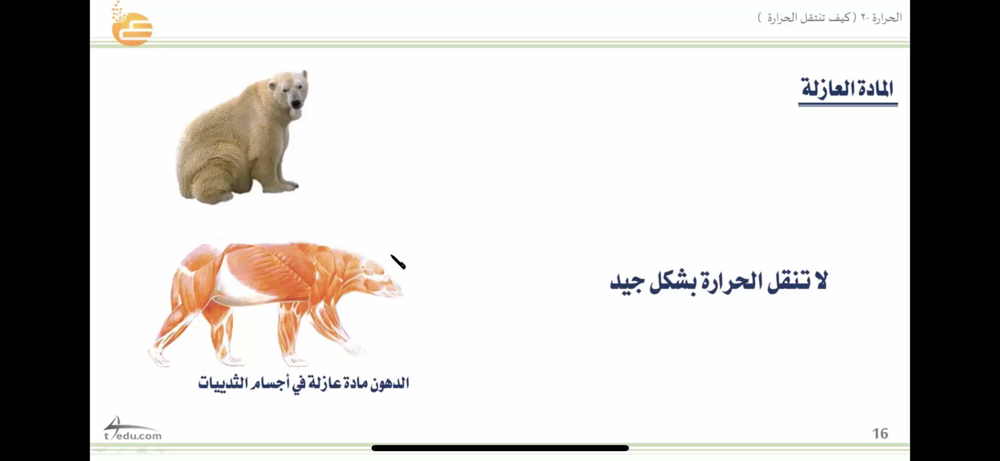 الحرارة -٢ (كيف تنتقل الحرارة )
المادة العازلة
لا تنقل الحرارة بشكل جيد
الدهون مادة عازلة في أجسام الثدييات
t4edu.com
16